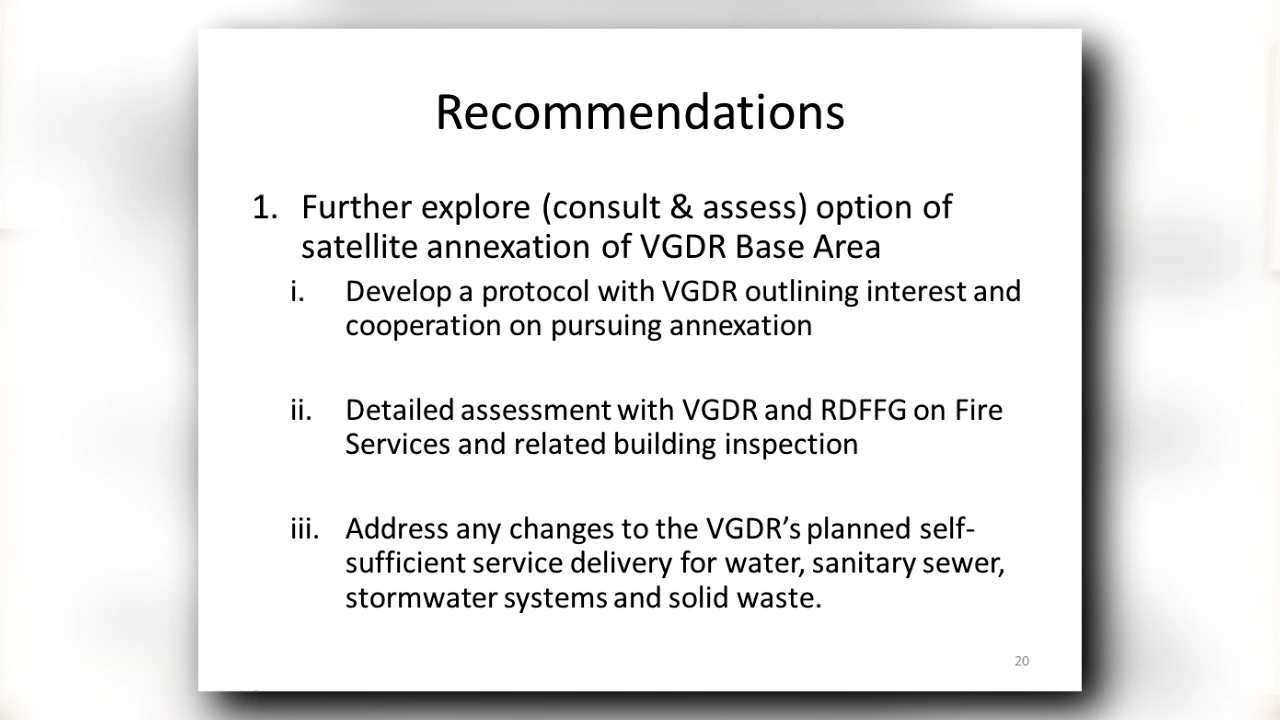 Recommendations
1. Further explore (consult & assess) option of
satellite annexation of VGDR Base Area
i. Develop a protocol with VGDR outlining interest and
cooperation on pursuing annexation
ii. Detailed assessment with VGDR and RDFFG on Fire
Services and related building inspection
iii. Address any changes to the VGDR’s planned self-
sufficient service delivery for water, sanitary sewer,
stormwater systems and solid waste.
20